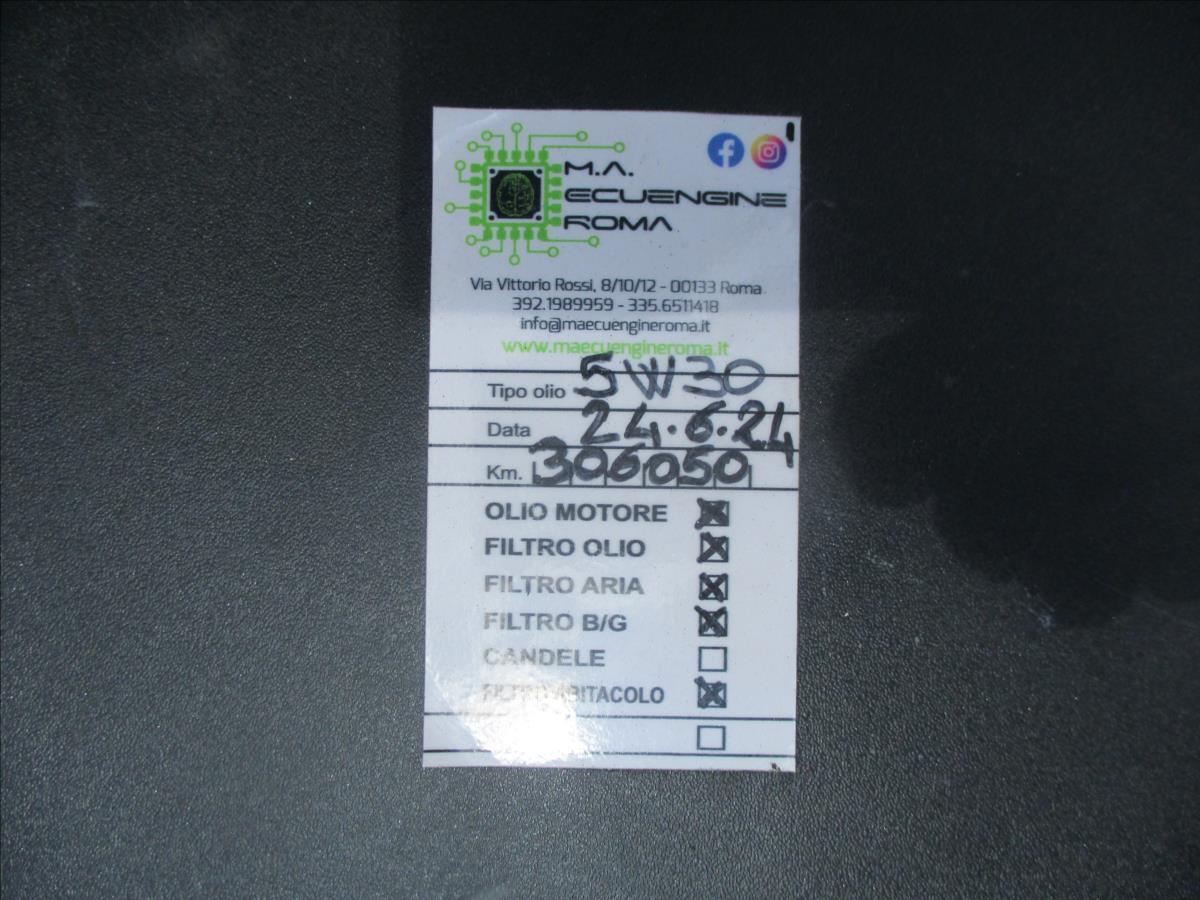 M.A.
ECUENGINE
ROMA
Via Vittorio Rossi, 8/10/12 - 00133 Roma
392.1989959 - 335.6511418
info@maecuengineroma.it
www.maecuengineroma.it
Tipo olio 5W30
Data 24.6.24
Km. 306050
OLIO MOTORE
FILTRO OLIO
FILTRO ARIA
FILTRO B/G
CANDELE
FILTRO ABITACOLO